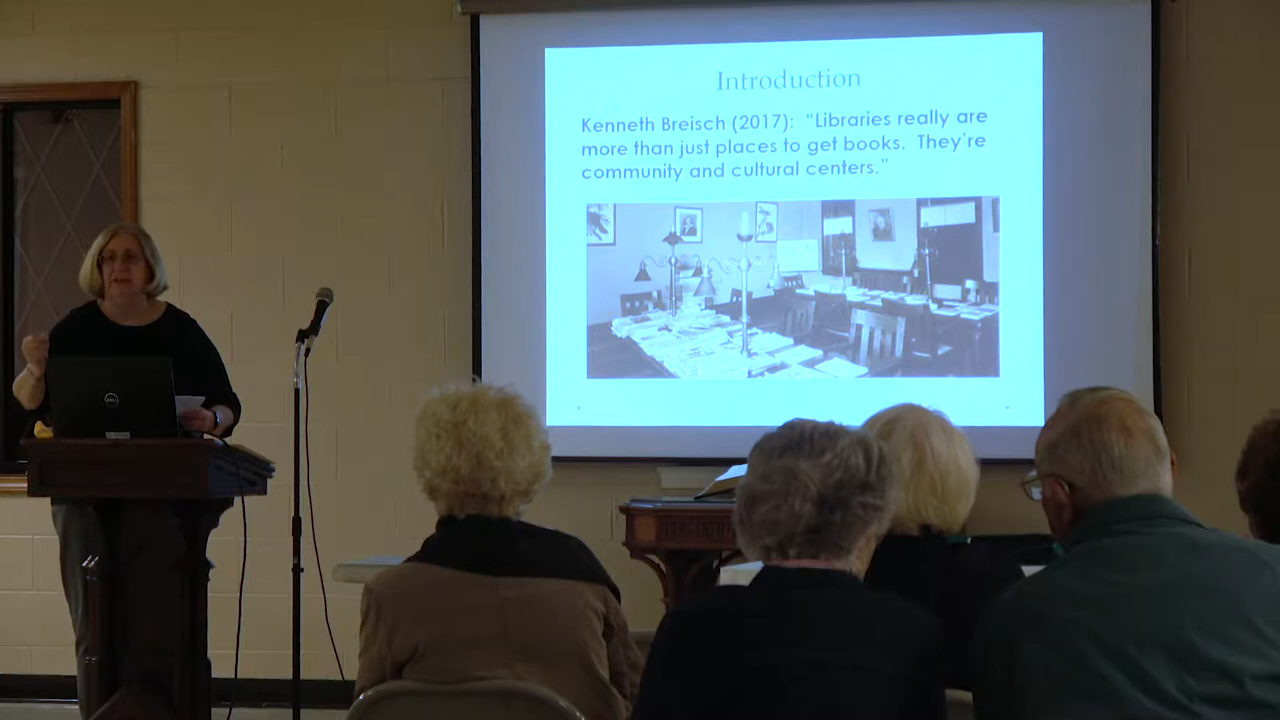 Introduction
Kenneth Breisch (2017): “Libraries really are
more than just places to get books. They’re
community and cultural centers.”
DELL